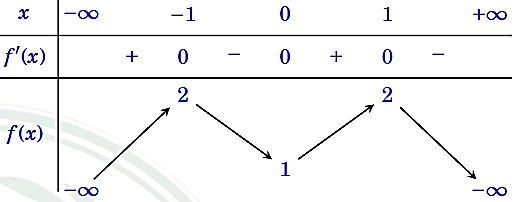 x −∞ −1 0 1 +∞
f′(x) + 0 − 0 + 0 −
2 2
f(x)
1
−∞ −∞